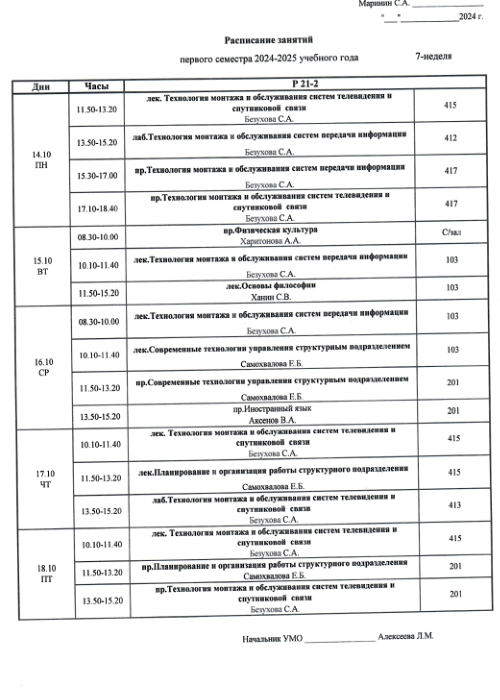 Маринин С.А. _______________
"___"_______________2024 г.
Расписание занятий
первого семестра 2024-2025 учебного года 7-неделя
Дни Часы Р 21-2
14.10
ПН
11.50-13.20 лек. Технология монтажа и обслуживания систем телевидения и
спутниковой связи
Безухова С.А. 415
13.50-15.20 лаб.Технология монтажа и обслуживания систем передачи информации
Безухова С.А. 412
15.30-17.00 пр.Технология монтажа и обслуживания систем передачи информации
Безухова С.А. 417
17.10-18.40 пр.Технология монтажа и обслуживания систем телевидения и
спутниковой связи
Безухова С.А. 417
15.10
ВТ
08.30-10.00 пр.Физическая культура
Харитонова А.А. С/зал
10.10-11.40 лек.Технология монтажа и обслуживания систем передачи информации
Безухова С.А. 103
11.50-15.20 лек.Основы философии
Ханин С.В. 103
16.10
СР
08.30-10.00 лек.Технология монтажа и обслуживания систем передачи информации
Безухова С.А. 103
10.10-11.40 лек.Современные технологии управления структурным подразделением
Самохвалова Е.Б. 103
11.50-13.20 пр.Современные технологии управления структурным подразделением
Самохвалова Е.Б. 201
13.50-15.20 пр.Иностранный язык
Аксенов В.А. 201
17.10
ЧТ
10.10-11.40 лек. Технология монтажа и обслуживания систем телевидения и
спутниковой связи
Безухова С.А. 415
11.50-13.20 лек.Планирование и организация работы структурного подразделения
Самохвалова Е.Б. 415
13.50-15.20 лаб.Технология монтажа и обслуживания систем телевидения и
спутниковой связи
Безухова С.А. 413
18.10
ПТ
10.10-11.40 лек. Технология монтажа и обслуживания систем телевидения и
спутниковой связи
Безухова С.А. 415
11.50-13.20 пр.Планирование и организация работы структурного подразделения
Самохвалова Е.Б. 201
13.50-15.20 пр.Технология монтажа и обслуживания систем телевидения и
спутниковой связи
Безухова С.А. 201
Начальник УМО _______________ Алексеева Л.М.